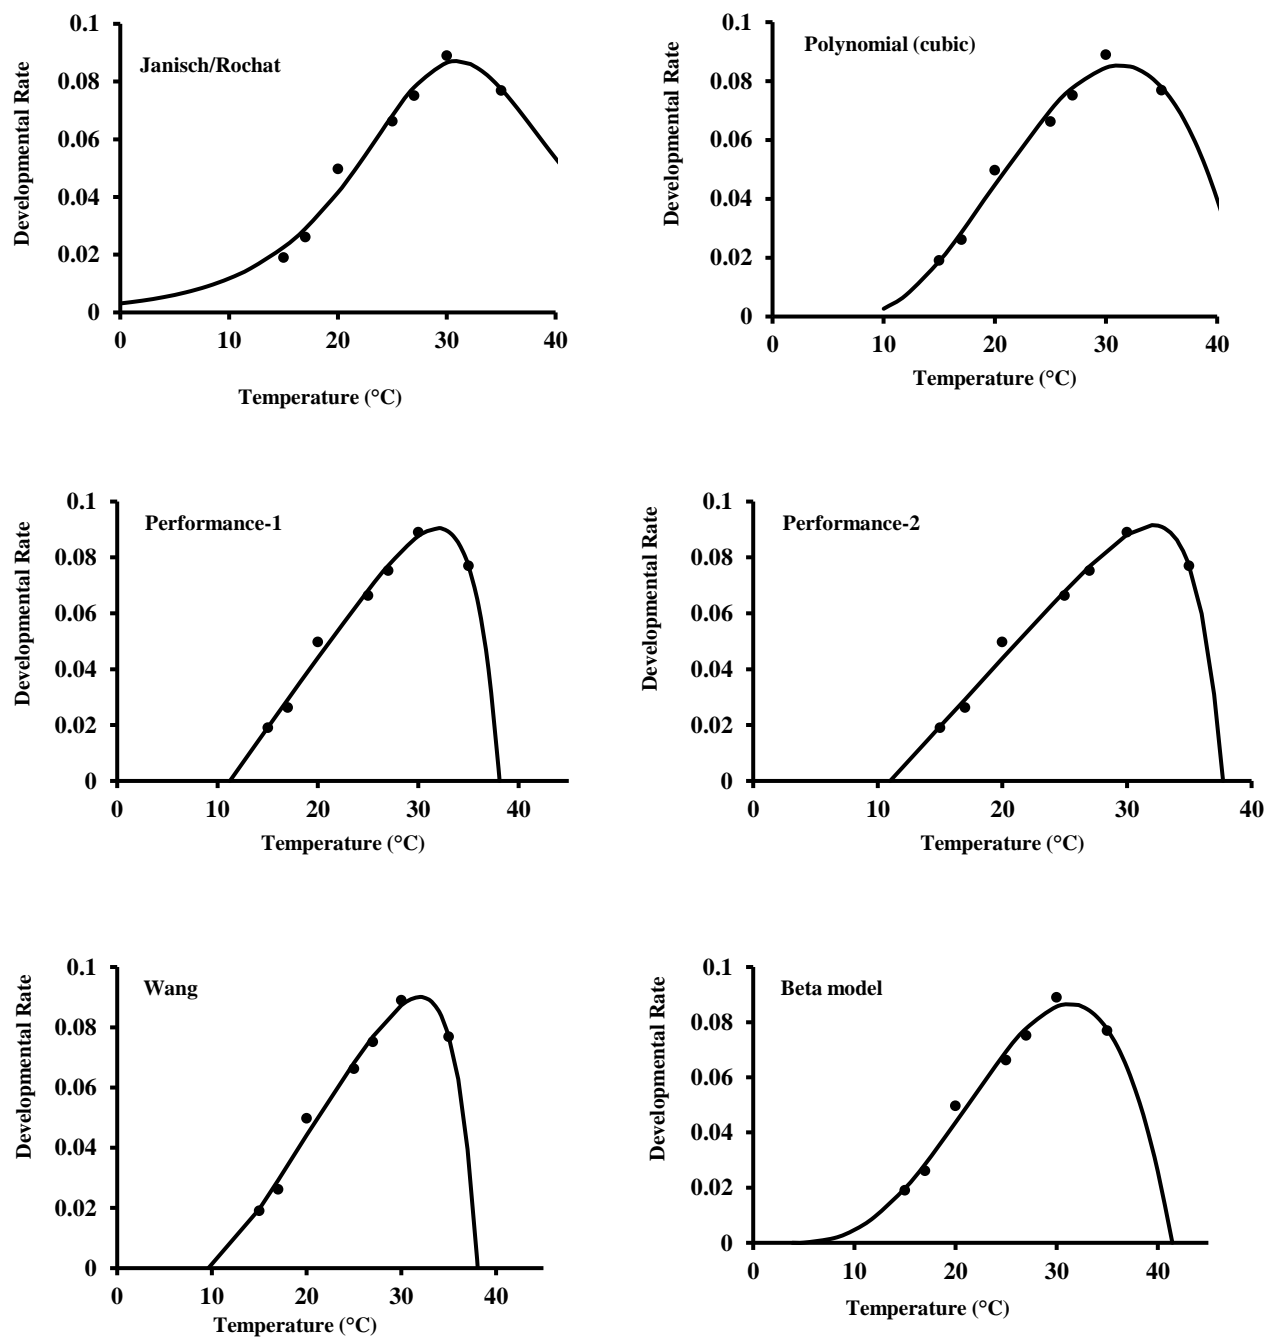 Janisch/Rochat
Developmental Rate
0.1
0.08
0.06
0.04
0.02
0
0 10 20 30 40
Temperature (°C)
Polynomial (cubic)
Developmental Rate
0.1
0.08
0.06
0.04
0.02
0
0 10 20 30 40
Temperature (°C)
Performance-1
Developmental Rate
0.1
0.08
0.06
0.04
0.02
0
0 10 20 30 40
Temperature (°C)
Performance-2
Developmental Rate
0.1
0.08
0.06
0.04
0.02
0
0 10 20 30 40
Temperature (°C)
Wang
Developmental Rate
0.1
0.08
0.06
0.04
0.02
0
0 10 20 30 40
Temperature (°C)
Beta model
Developmental Rate
0.1
0.08
0.06
0.04
0.02
0
0 10 20 30 40
Temperature (°C)